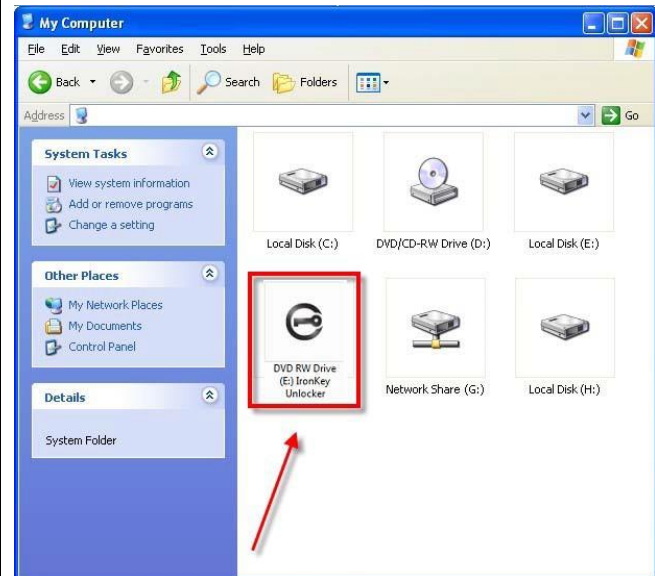 My Computer
File Edit View Favorites Tools Help
Back Search Folders
Address Go
System Tasks
View system information
Add or remove programs
Change a setting
Other Places
My Network Places
My Documents
Control Panel
Details
System Folder
Local Disk (C:) DVD/CD-RW Drive (D:) Local Disk (E:)
DVD RW Drive
(E:) IronKey
Unlocker
Network Share (G:) Local Disk (H:)